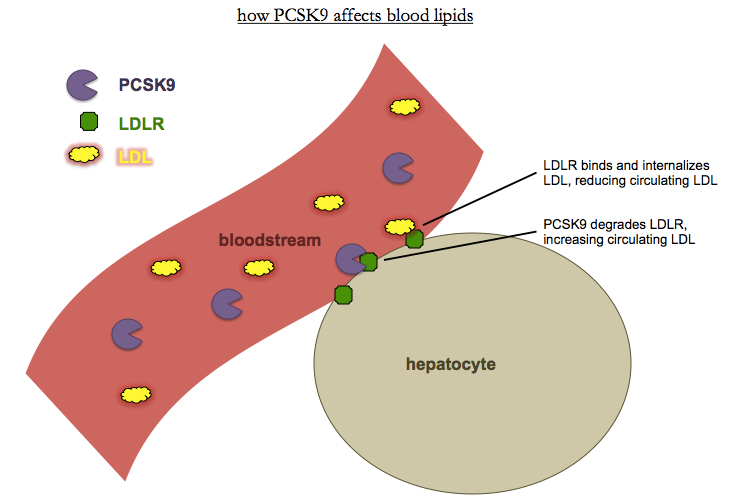 how PCSK9 affects blood lipids
PCSK9
LDLR
LDL
LDLR binds and internalizes
LDL, reducing circulating LDL
PCSK9 degrades LDLR,
increasing circulating LDL
bloodstream
hepatocyte